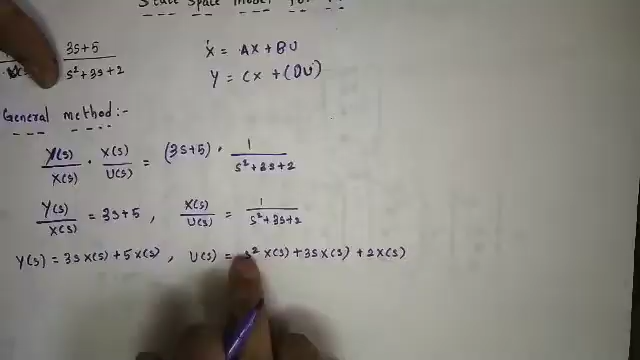 State Space model for
3s+5 / s²+3s+2
Ẋ = AX + BU
Y = CX + (DU)
General method:-
Y(s)/X(s) · X(s)/U(s) = (3s+5) · 1/(s²+3s+2)
Y(s)/X(s) = 3s+5 , X(s)/U(s) = 1/(s²+3s+2)
Y(s) = 3s X(s) + 5 X(s) , U(s) = s² X(s) + 3s X(s) + 2 X(s)